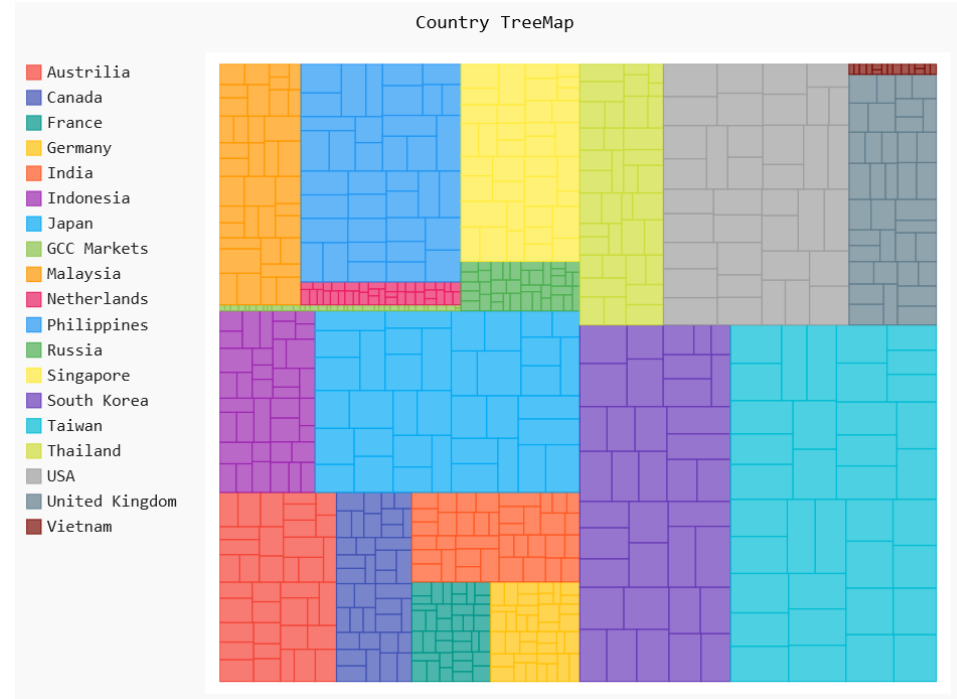 Country TreeMap
Austrilia
Canada
France
Germany
India
Indonesia
Japan
GCC Markets
Malaysia
Netherlands
Philippines
Russia
Singapore
South Korea
Taiwan
Thailand
USA
United Kingdom
Vietnam